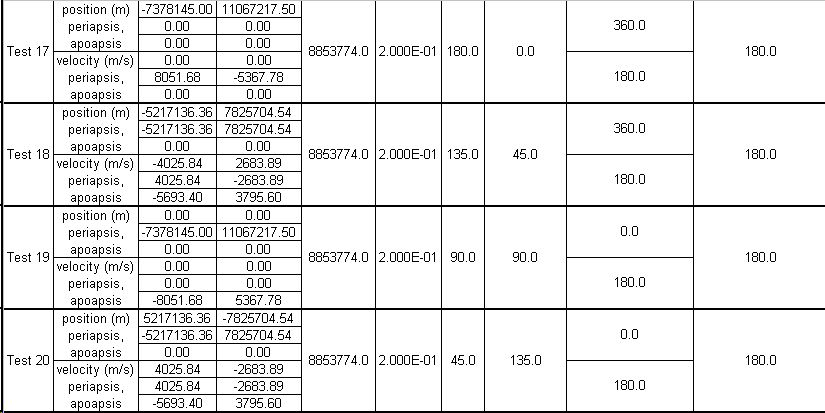 position (m) -7378145.00 11067217.50
periapsis, 0.00 0.00 360.0
apoapsis 0.00 0.00
Test 17 8853774.0 2.000E-01 180.0 0.0 180.0
velocity (m/s) 0.00 0.00
periapsis, 8051.68 -5367.78 180.0
apoapsis 0.00 0.00
position (m) -5217136.36 7825704.54
periapsis, -5217136.36 7825704.54 360.0
apoapsis 0.00 0.00
Test 18 8853774.0 2.000E-01 135.0 45.0 180.0
velocity (m/s) -4025.84 2683.89
periapsis, 4025.84 -2683.89 180.0
apoapsis -5693.40 3795.60
position (m) 0.00 0.00
periapsis, -7378145.00 11067217.50 0.0
apoapsis 0.00 0.00
Test 19 8853774.0 2.000E-01 90.0 90.0 180.0
velocity (m/s) 0.00 0.00
periapsis, 0.00 0.00 180.0
apoapsis -8051.68 5367.78
position (m) 5217136.36 -7825704.54
periapsis, -5217136.36 7825704.54 0.0
apoapsis 0.00 0.00
Test 20 8853774.0 2.000E-01 45.0 135.0 180.0
velocity (m/s) 4025.84 -2683.89
periapsis, 4025.84 -2683.89 180.0
apoapsis -5693.40 3795.60